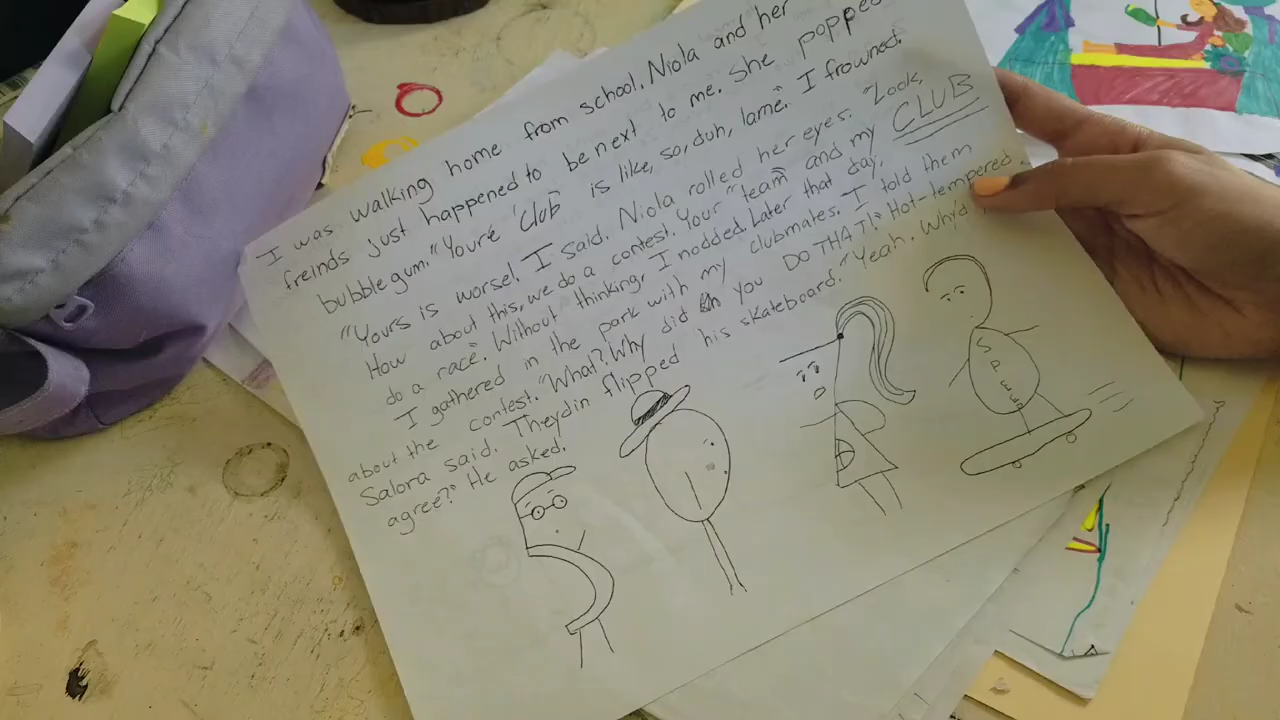 I was walking home from school. Niola and her
freinds just happened to be next to me. She poppe
bubble gum. "Your'e 'Club' is like, so, duh, lame." I frowned.
"Yours is worse!" I said. Niola rolled her eyes. "Look,
How about this, we do a contest. Your "team" and my CLUB
do a race". Without thinking, I nodded. Later that day,
I gathered in the park with my clubmates. I told them
about the contest. "What? Why did you DO THAT!?" Hot-tempered
Salora said. Theydin flipped his skateboard. "Yeah. Why'd
agree?" He asked.
SPEED